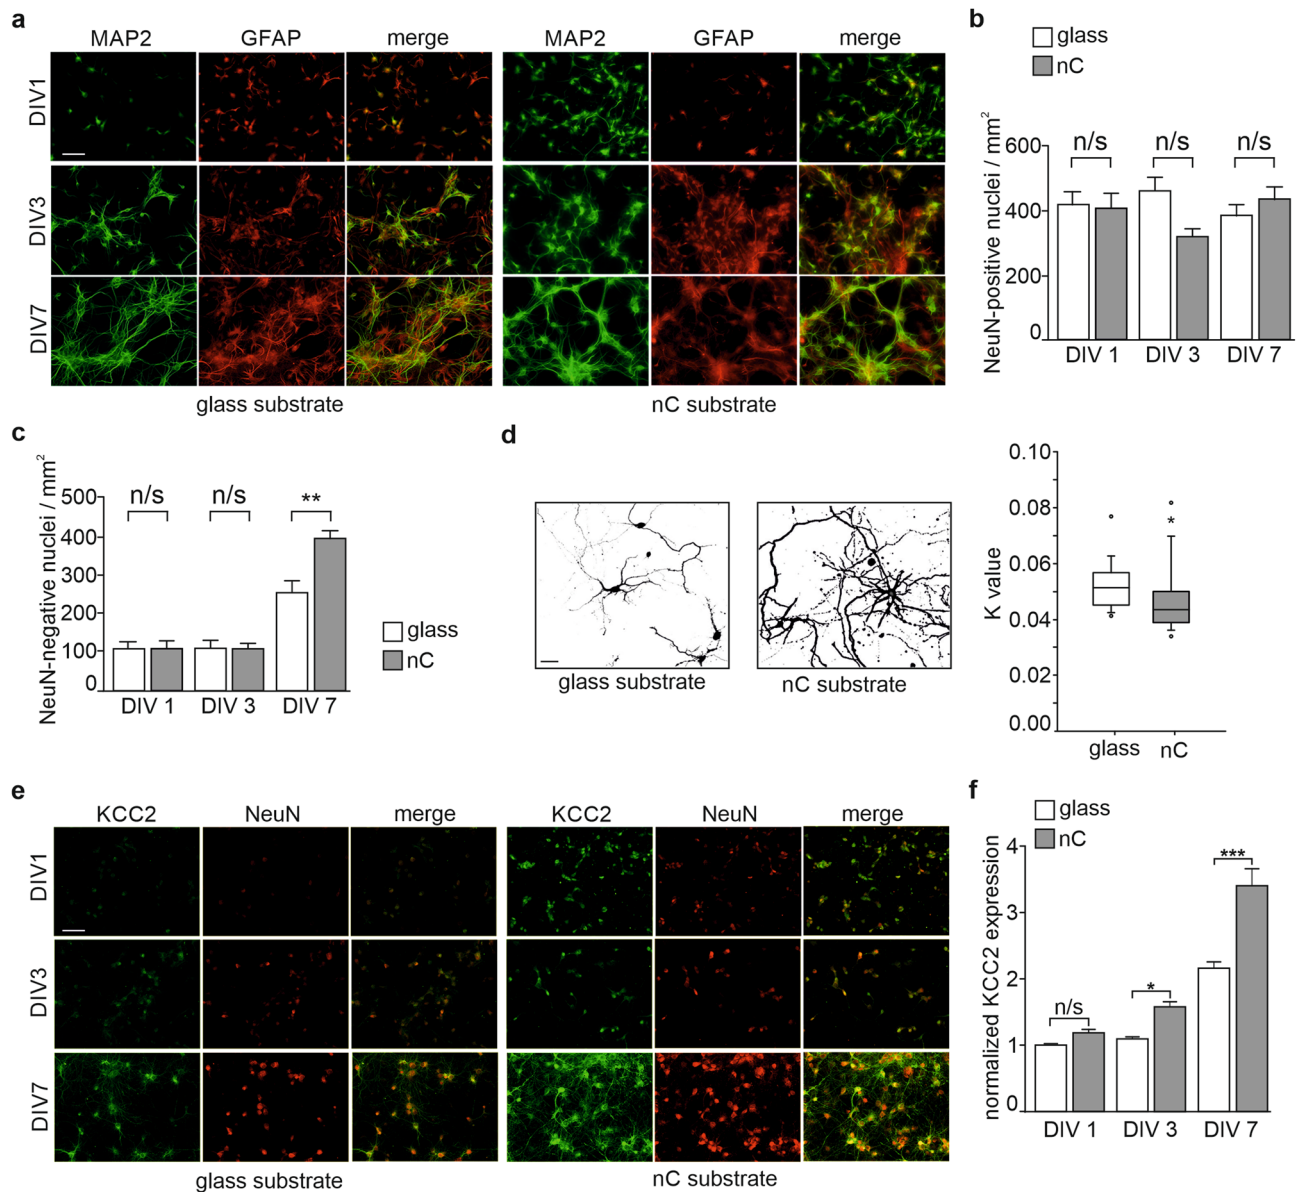 a
MAP2 GFAP merge MAP2 GFAP merge
DIV1
DIV3
DIV7
glass substrate nC substrate
b
glass
nC
NeuN-positive nuclei / mm²
600
400
200
0
n/s n/s n/s
DIV 1 DIV 3 DIV 7
c
NeuN-negative nuclei / mm²
500
400
300
200
100
0
n/s n/s **
DIV 1 DIV 3 DIV 7
glass
nC
d
glass substrate nC substrate
K value
0.10
0.08
0.06
0.04
0.02
0.00
*
glass nC
e
KCC2 NeuN merge KCC2 NeuN merge
DIV1
DIV3
DIV7
glass substrate nC substrate
f
glass
nC
normalized KCC2 expression
4
3
2
1
0
n/s * ***
DIV 1 DIV 3 DIV 7